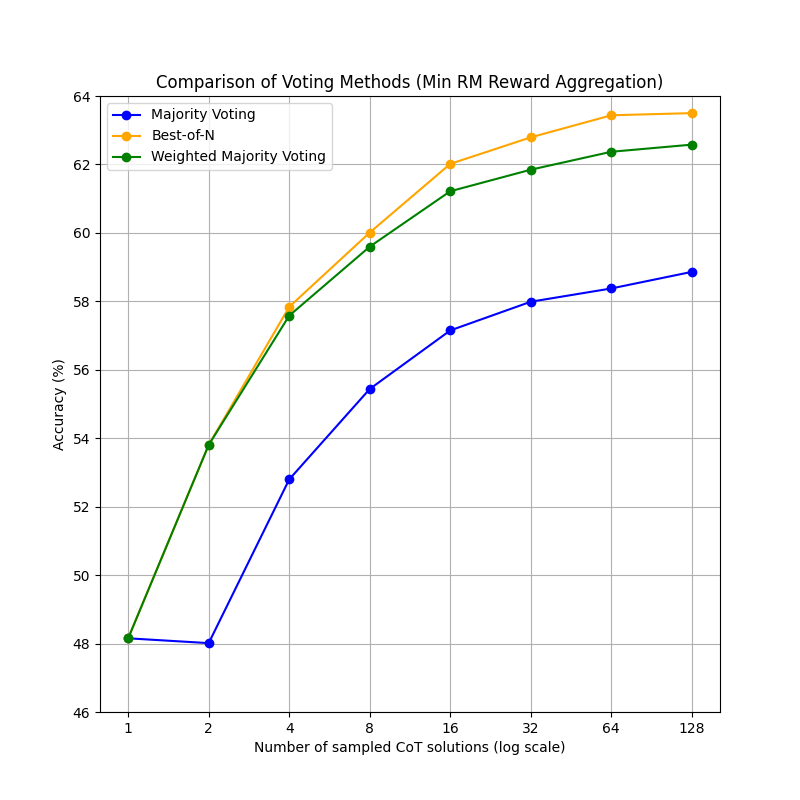 Comparison of Voting Methods (Min RM Reward Aggregation)
Majority Voting
Best-of-N
Weighted Majority Voting
Accuracy (%)
64
62
60
58
56
54
52
50
48
46
1 2 4 8 16 32 64 128
Number of sampled CoT solutions (log scale)